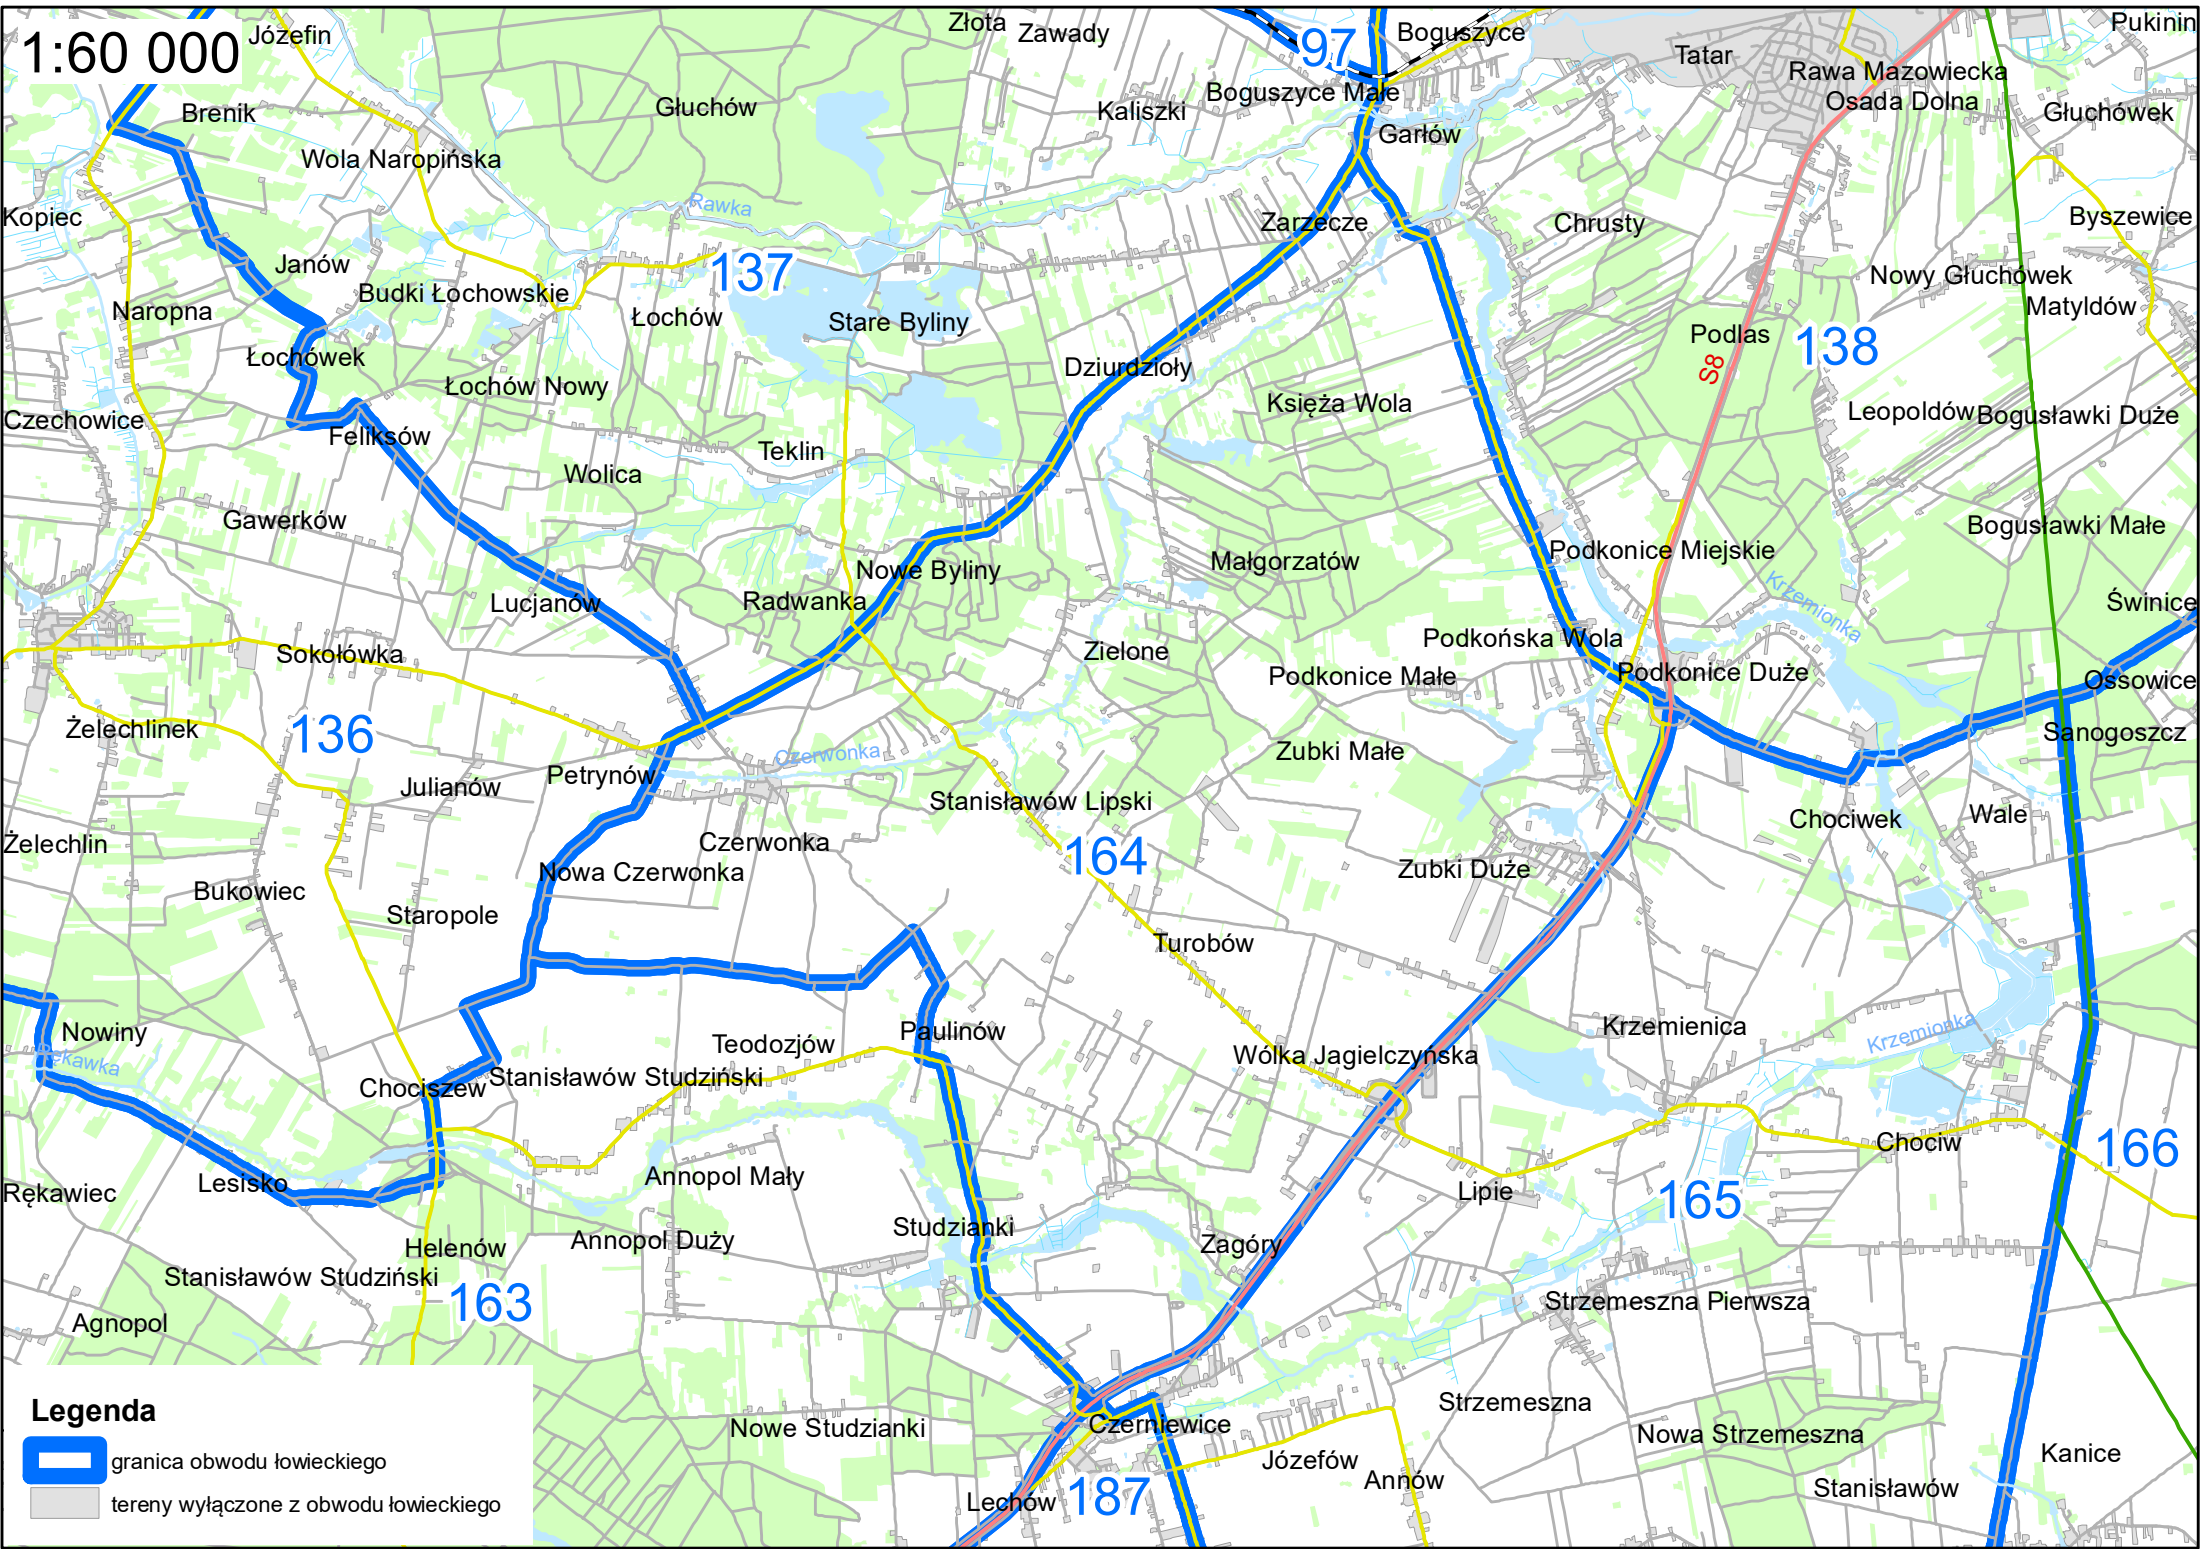 1:60 000
Józefin
Złota
Zawady
97
Boguszyce
Tatar
Pukinin
Rawa Mazowiecka
Osada Dolna
Brenik
Głuchów
Kaliszki
Boguszyce Małe
Garłów
Głuchówek
Wola Naropińska
Kopiec
Rawka
Zarzecze
Chrusty
Byszewice
Janów
Budki Łochowskie
137
Nowy Głuchówek
Matyldów
Naropna
Łochów
Stare Byliny
Podlas
138
S8
Łochówek
Łochów Nowy
Dziurdzioły
Księża Wola
Leopoldów
Bogusławki Duże
Czechowice
Feliksów
Teklin
Wolica
Gawerków
Bogusławki Małe
Nowe Byliny
Małgorzatów
Podkonice Miejskie
Krzemionka
Lucjanów
Radwanka
Świnice
Sokołówka
Zielone
Podkońska Wola
Podkonice Małe
Podkonice Duże
Ossowice
Żelechlinek
136
Czerwonka
Zubki Małe
Sanogoszcz
Julianów
Petrynów
Stanisławów Lipski
Chociwek
Wale
Żelechlin
Czerwonka
164
Nowa Czerwonka
Zubki Duże
Bukowiec
Staropole
Turobów
Nowiny
Rękawka
Teodozjów
Paulinów
Krzemienica
Krzemionka
Wólka Jagielczyńska
Chociszew
Stanisławów Studziński
Chociw
166
Lesisko
Rękawiec
Annopol Mały
Lipie
165
Studzianki
Helenów
Annopol Duży
Zagóry
Stanisławów Studziński
163
Strzemeszna Pierwsza
Agnopol
Legenda
granica obwodu łowieckiego
tereny wyłączone z obwodu łowieckiego
Nowe Studzianki
Czerniewice
Strzemeszna
Nowa Strzemeszna
Józefów
Annów
Kanice
Stanisławów
Lechów
187